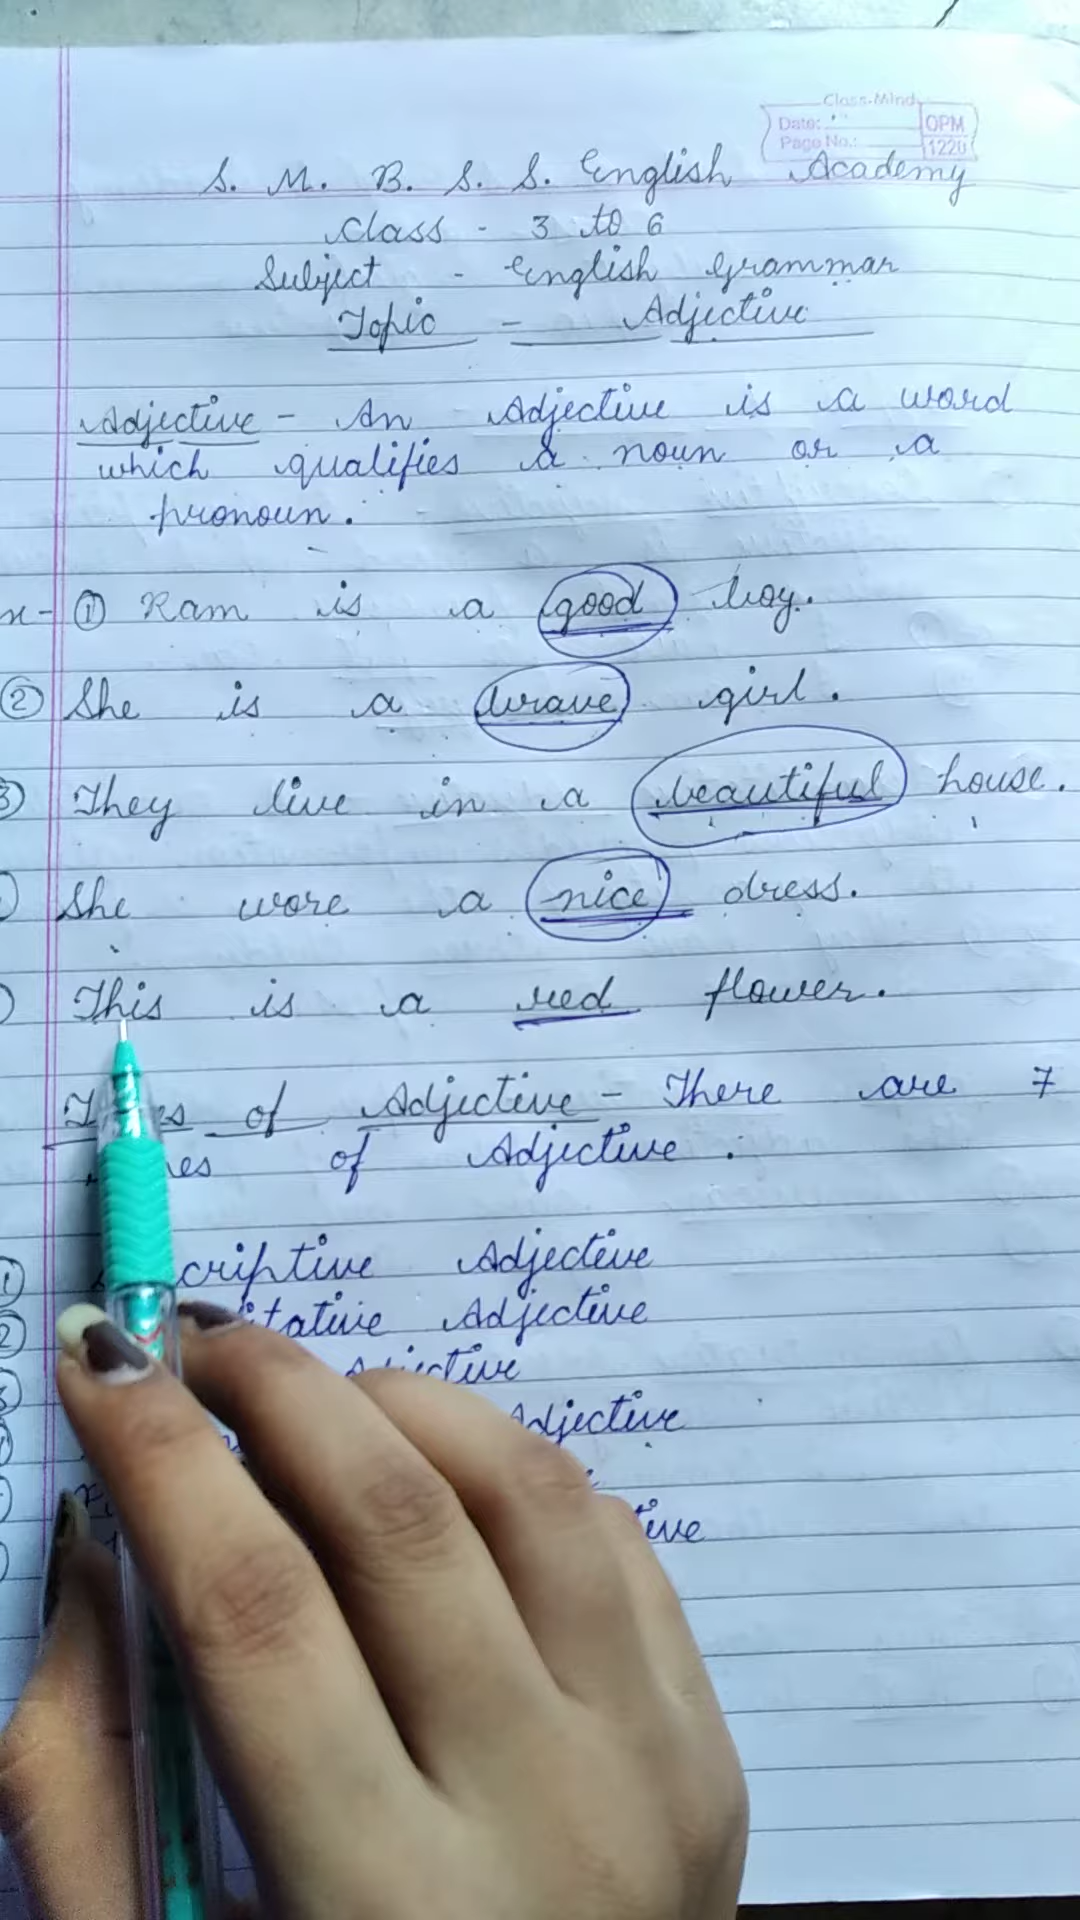 Class-Mind
Date:
Page No.:
OPM
1220
S. M. B. S. S. English Academy
Class - 3 to 6
Subject - English Grammar
Topic - Adjective
Adjective - An Adjective is a word
which qualifies a noun or a
pronoun.
① Ram is a good boy.
② She is a brave girl.
They live in a beautiful house.
She wore a nice dress.
This is a red flower.
of Adjective - There are 7
of Adjective.
Adjective
② Adjective
Adjective